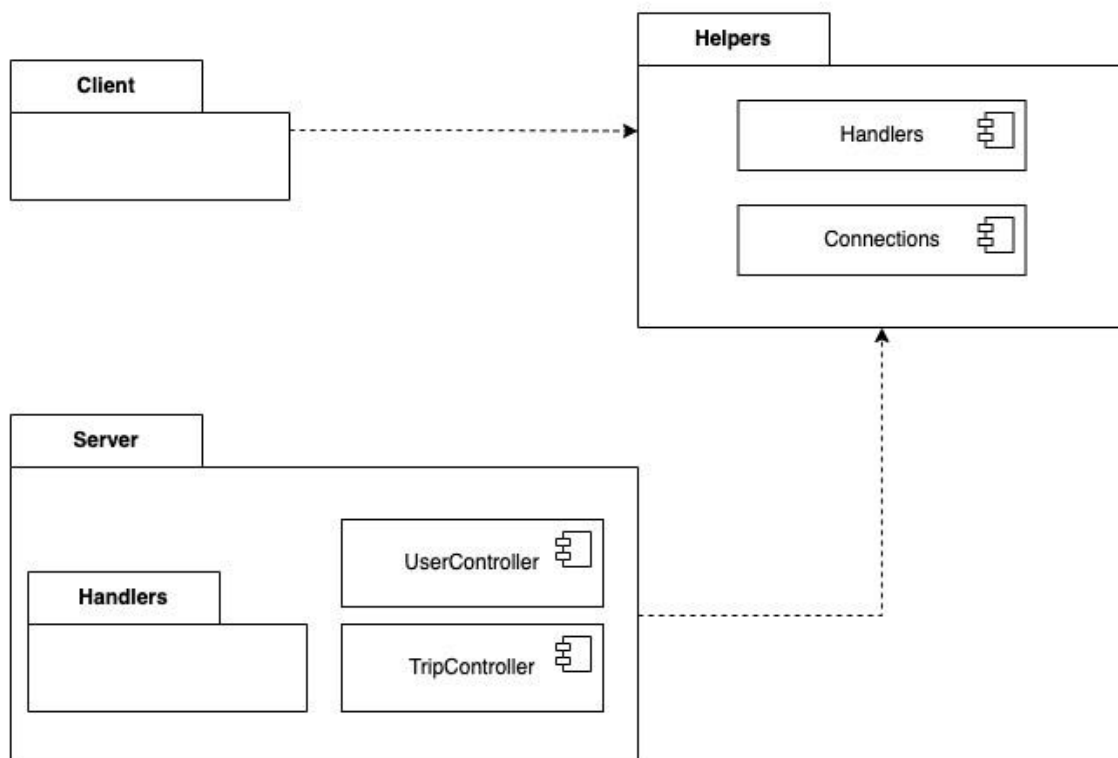 Helpers
Client
Handlers
Connections
Server
UserController
Handlers
TripController